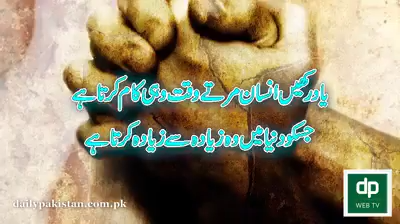 یاد رکھیں انسان مرتے وقت وہی کام کرتا ہے
جسکو دنیا میں وہ زیادہ سے زیادہ کرتا ہے
dailypakistan.com.pk
dp
WEB TV